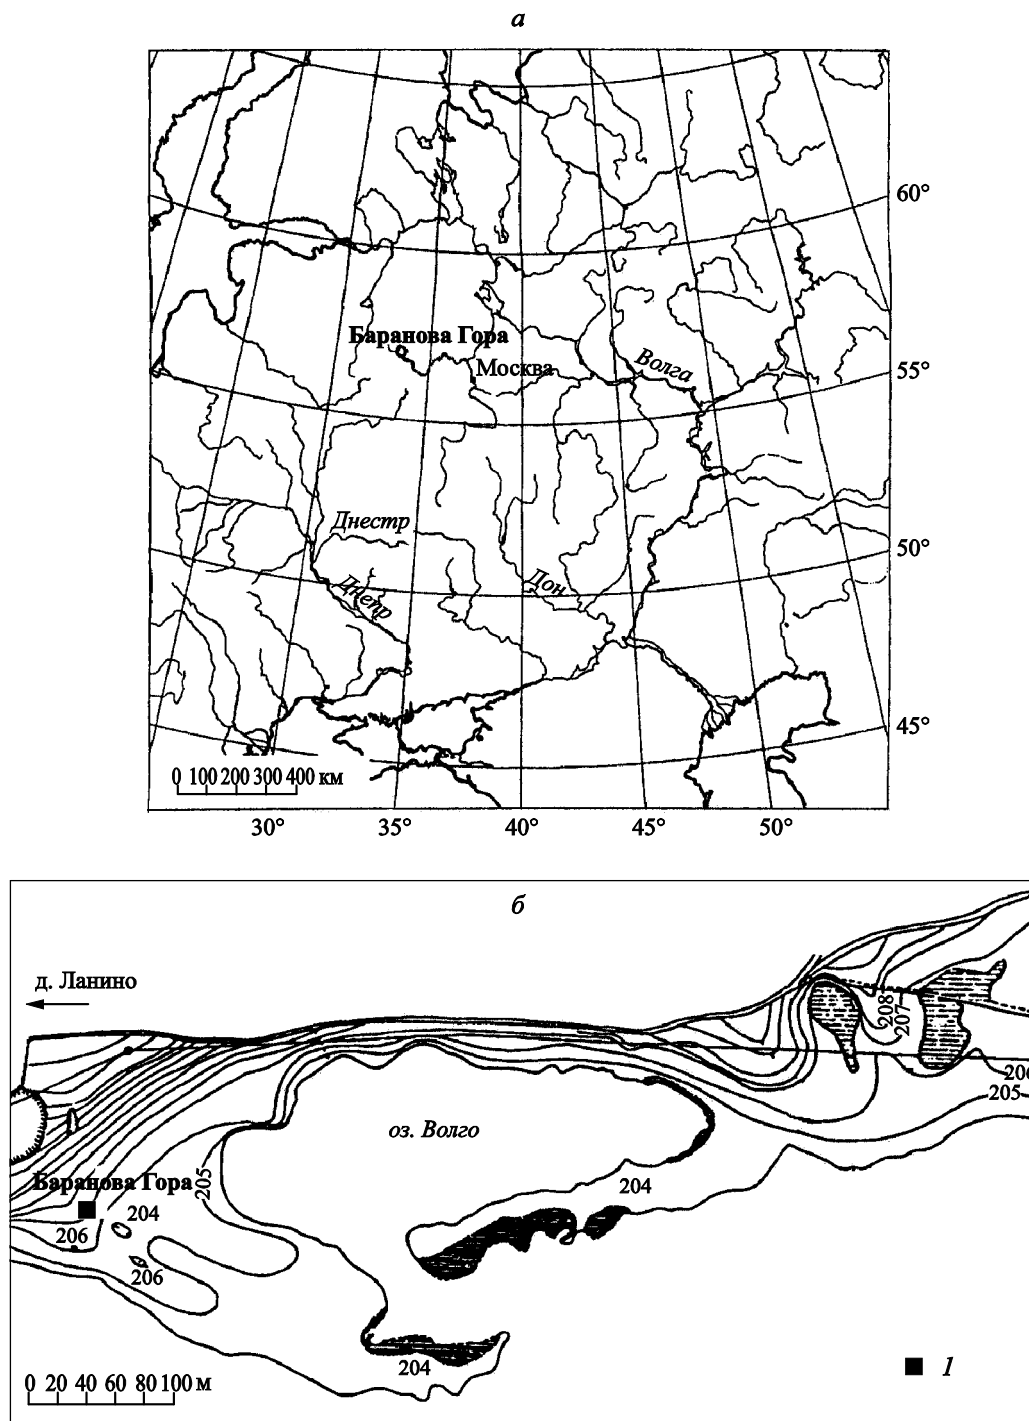 а
60°
Баранова Гора
Москва
Волга
55°
Днестр
50°
Днепр
Дон
45°
0 100 200 300 400 км
30° 35° 40° 45° 50°
б
д. Ланино
208
207
206
205
оз. Волго
Баранова Гора
205
204
204
206
206
204
0 20 40 60 80 100 м
1